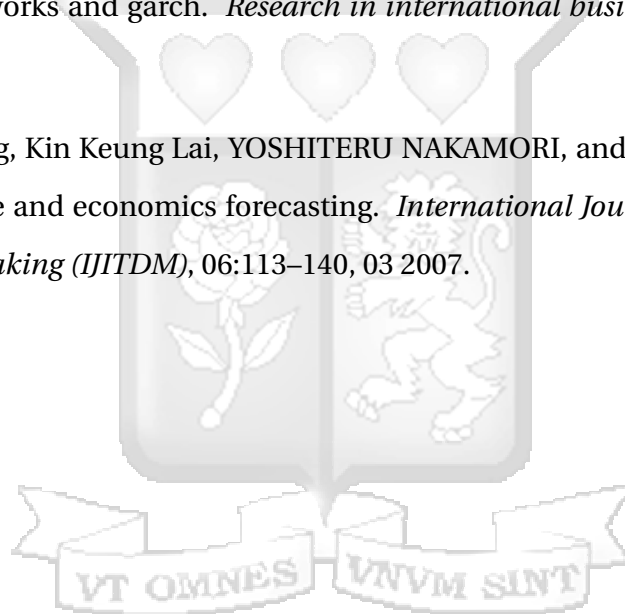 works and garch. Research in international busi
g, Kin Keung Lai, YOSHITERU NAKAMORI, and
e and economics forecasting. International Jou
aking (IJITDM), 06:113–140, 03 2007.
VT OMNES VNVM SINT